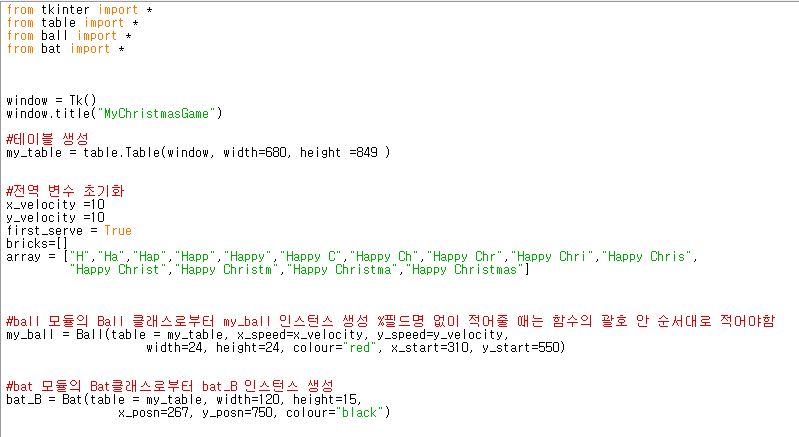 from tkinter import *
from table import *
from ball import *
from bat import *
window = Tk()
window.title("MyChristmasGame")
#테이블 생성
my_table = table.Table(window, width=680, height =849 )
#전역 변수 초기화
x_velocity =10
y_velocity =10
first_serve = True
bricks=[]
array = ["H","Ha","Hap","Happ","Happy","Happy C","Happy Ch","Happy Chr","Happy Chri","Happy Chris",
"Happy Christ","Happy Christm","Happy Christma","Happy Christmas"]
#ball 모듈의 Ball 클래스로부터 my_ball 인스턴스 생성 %필드명 없이 적어줄 때는 함수의 괄호 안 순서대로 적어야함
my_ball = Ball(table = my_table, x_speed=x_velocity, y_speed=y_velocity,
width=24, height=24, colour="red", x_start=310, y_start=550)
#bat 모듈의 Bat클래스로부터 bat_B 인스턴스 생성
bat_B = Bat(table = my_table, width=120, height=15,
x_posn=267, y_posn=750, colour="black")